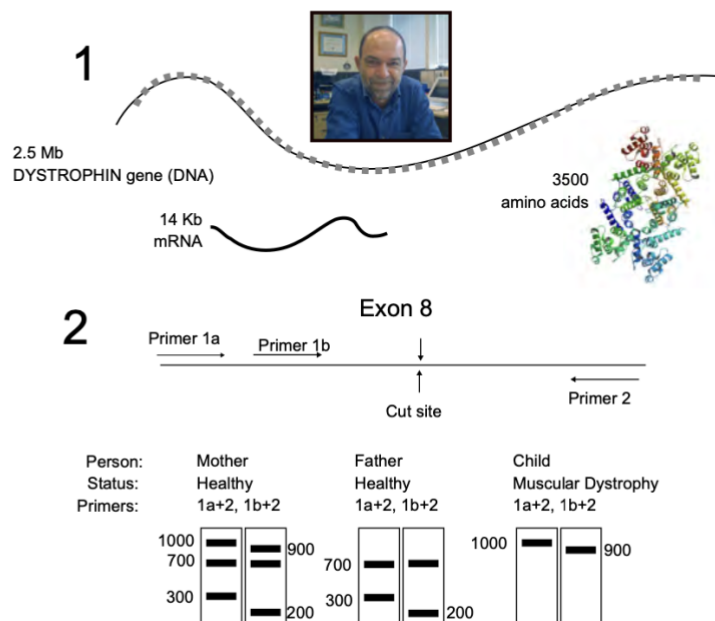 1
2.5 Mb
DYSTROPHIN gene (DNA)
3500
amino acids
14 Kb
mRNA
2
Exon 8
Primer 1a
Primer 1b
Cut site
Primer 2
Person: Mother Father Child
Status: Healthy Healthy Muscular Dystrophy
Primers: 1a+2, 1b+2 1a+2, 1b+2 1a+2, 1b+2
1000 900 1000 900
700 700
300 200 300 200